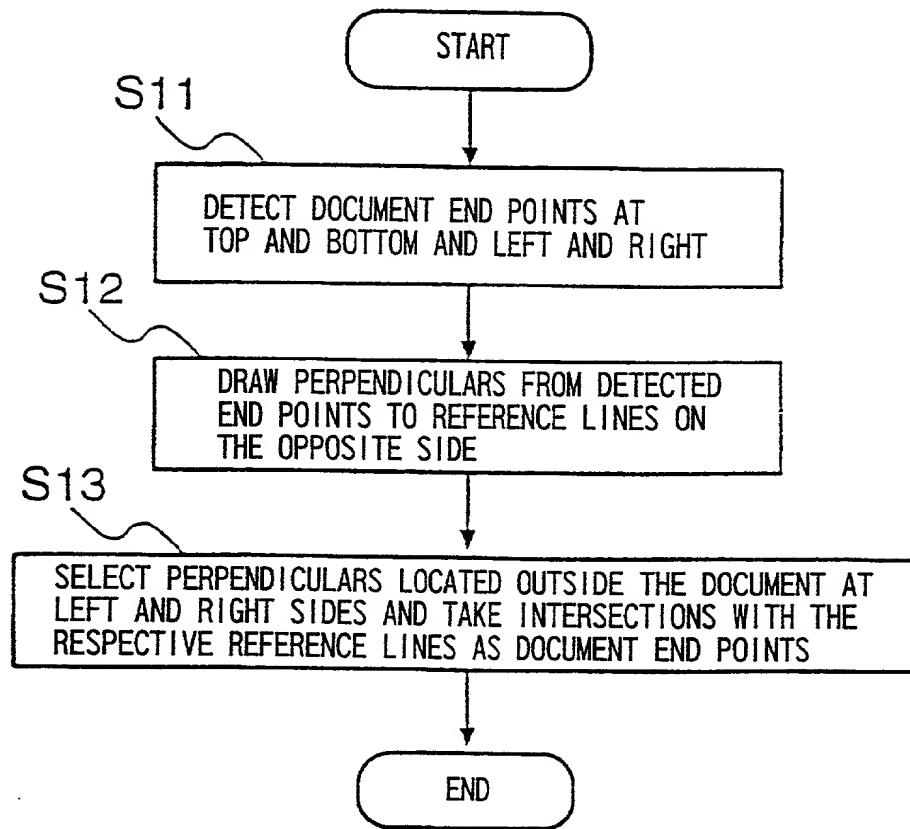 START
S11
DETECT DOCUMENT END POINTS AT
TOP AND BOTTOM AND LEFT AND RIGHT
S12
DRAW PERPENDICULARS FROM DETECTED
END POINTS TO REFERENCE LINES ON
THE OPPOSITE SIDE
S13
SELECT PERPENDICULARS LOCATED OUTSIDE THE DOCUMENT AT
LEFT AND RIGHT SIDES AND TAKE INTERSECTIONS WITH THE
RESPECTIVE REFERENCE LINES AS DOCUMENT END POINTS
END